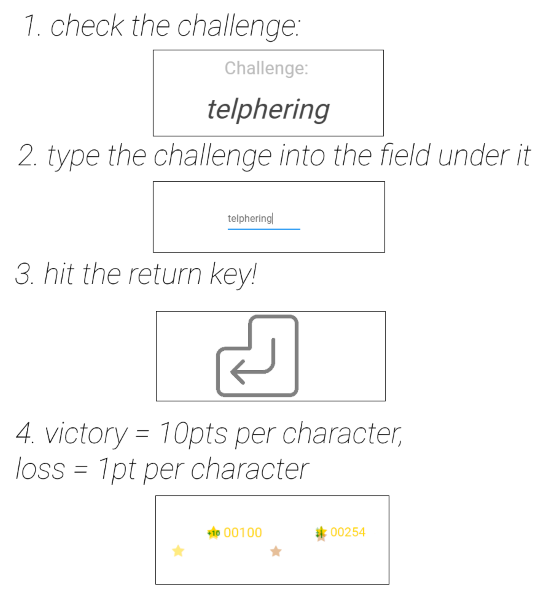 1. check the challenge:
Challenge:
telphering
2. type the challenge into the field under it
telphering
3. hit the return key!
4. victory = 10pts per character,
loss = 1pt per character
+10 00100 00254